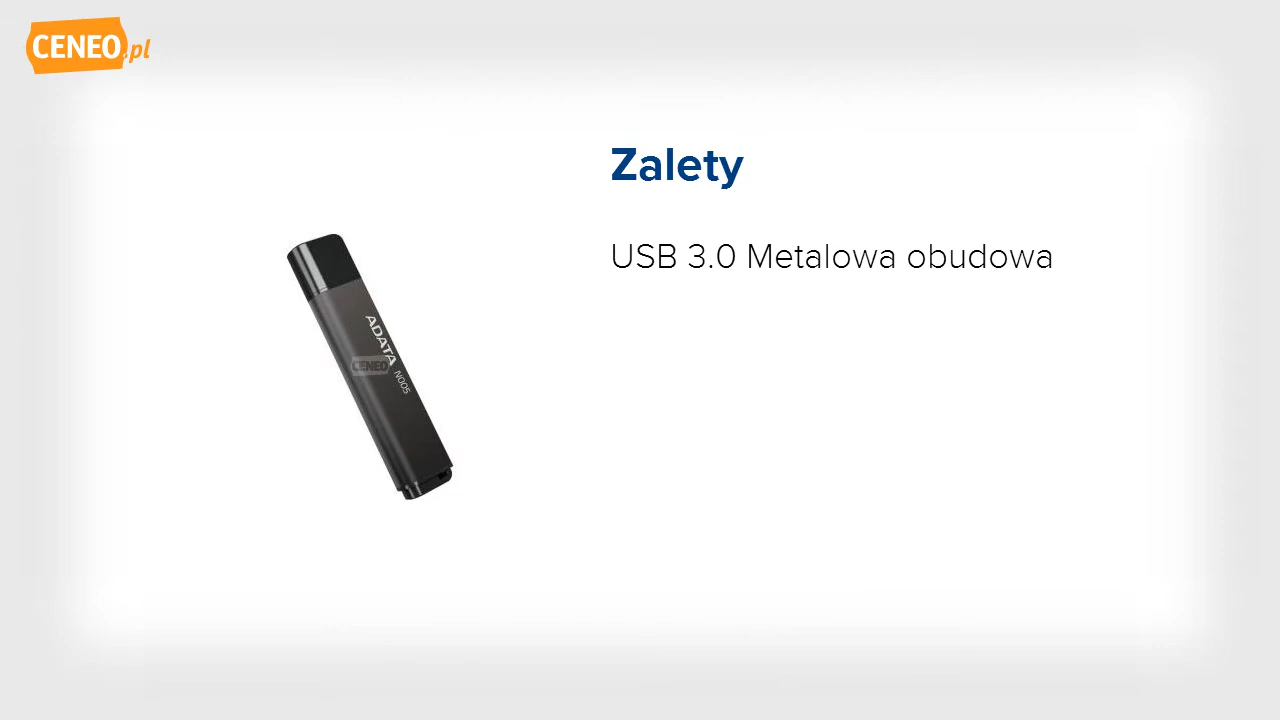 CENEO.pl
Zalety
USB 3.0 Metalowa obudowa
ADATA N005
CENEO